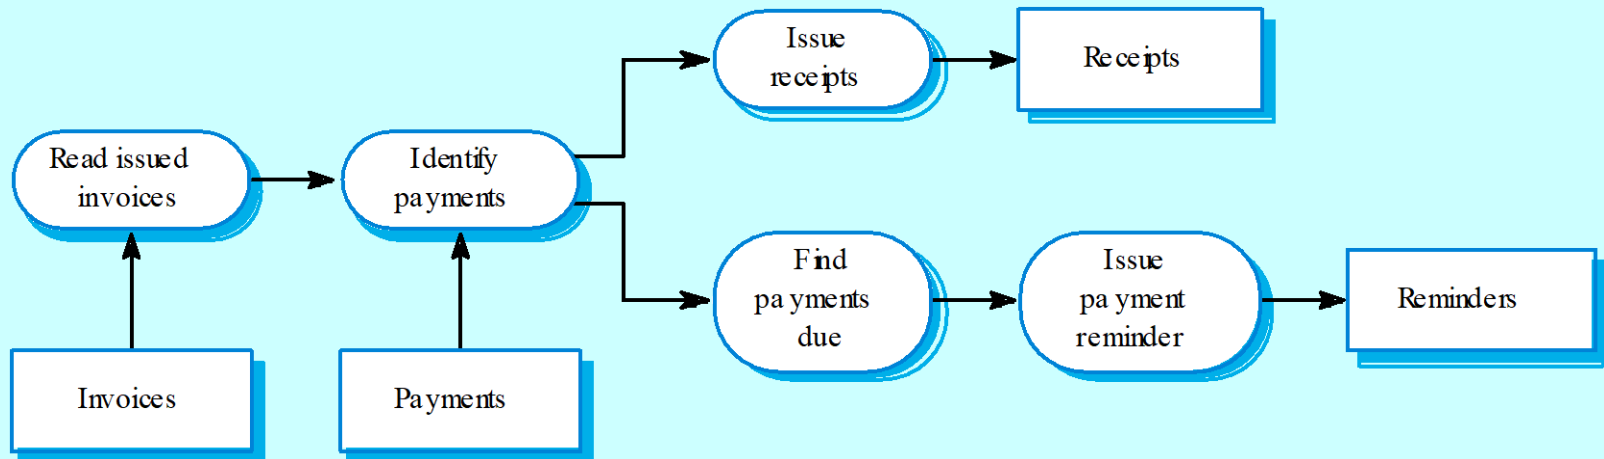 Issue
receipts
Receipts
Read issued
invoices
Identify
payments
Find
payments
due
Issue
payment
reminder
Reminders
Invoices
Payments